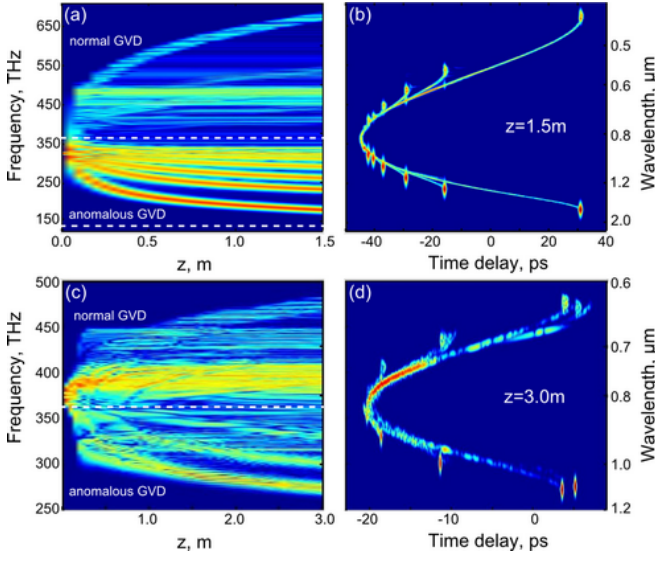 (a)
normal GVD
anomalous GVD
650
550
450
350
250
150
Frequency, THz
0.0
0.5
1.0
1.5
z, m
(b)
z=1.5m
0.5
0.6
0.8
1.2
2.0
Wavelength, μm
-40
-20
0
20
40
Time delay, ps
(c)
normal GVD
anomalous GVD
500
450
400
350
300
250
Frequency, THz
1.0
2.0
3.0
z, m
(d)
z=3.0m
0.6
0.7
0.8
1.0
1.2
Wavelength, μm
-20
-10
0
Time delay, ps